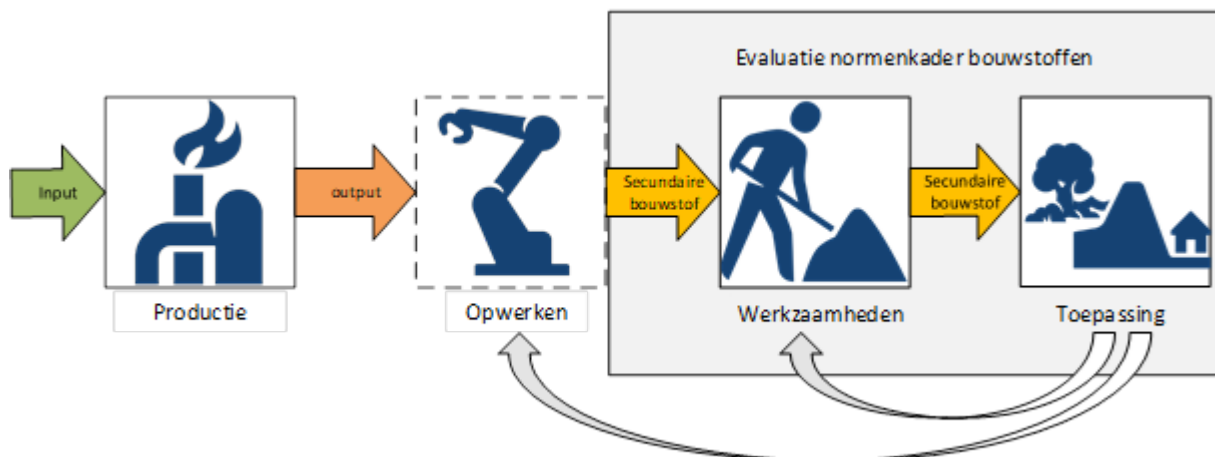 Evaluatie normenkader bouwstoffen
Input
output
Secundaire
bouwstof
Secundaire
bouwstof
Productie
Opwerken
Werkzaamheden
Toepassing